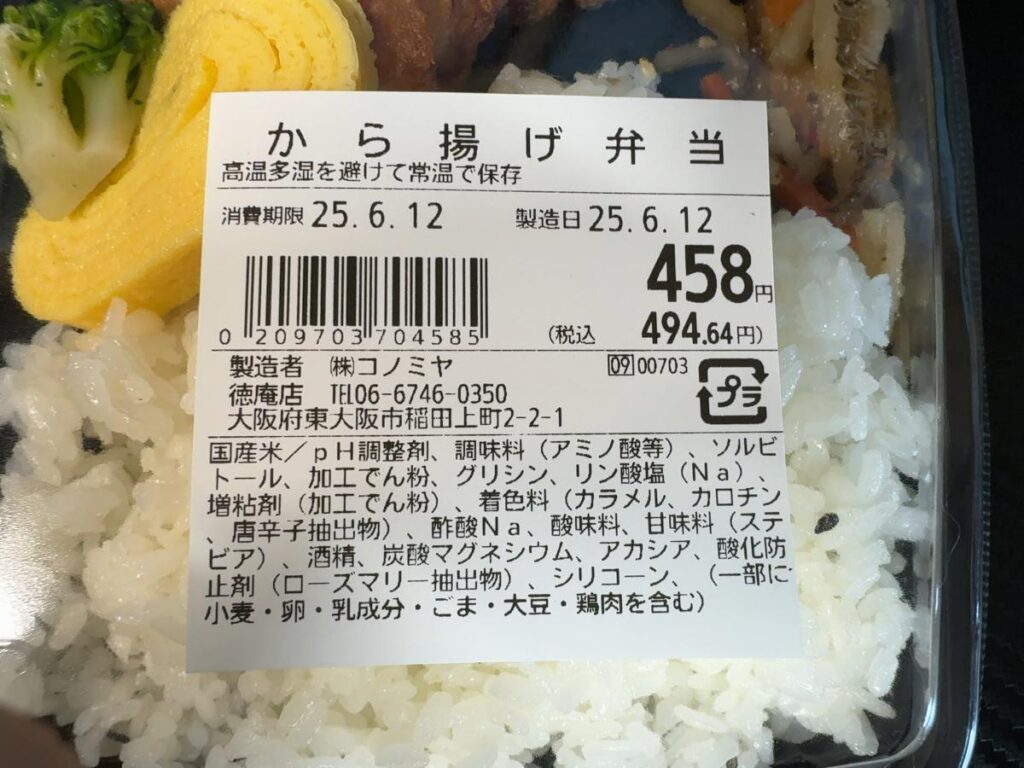 から揚げ弁当
高温多湿を避けて常温で保存
消費期限 25.6.12 製造日 25.6.12
458円
0 209703 704585
(税込 494.64円)
製造者 ㈱コノミヤ 09 00703
徳庵店 ℡06-6746-0350 プラ
大阪府東大阪市稲田上町2-2-1
国産米／pH調整剤、調味料（アミノ酸等）、ソルビ
トール、加工でん粉、グリシン、リン酸塩（Na）、
増粘剤（加工でん粉）、着色料（カラメル、カロチン
、唐辛子抽出物）、酢酸Na、酸味料、甘味料（ステ
ビア）、酒精、炭酸マグネシウム、アカシア、酸化防
止剤（ローズマリー抽出物）、シリコーン、（一部に
小麦・卵・乳成分・ごま・大豆・鶏肉を含む）